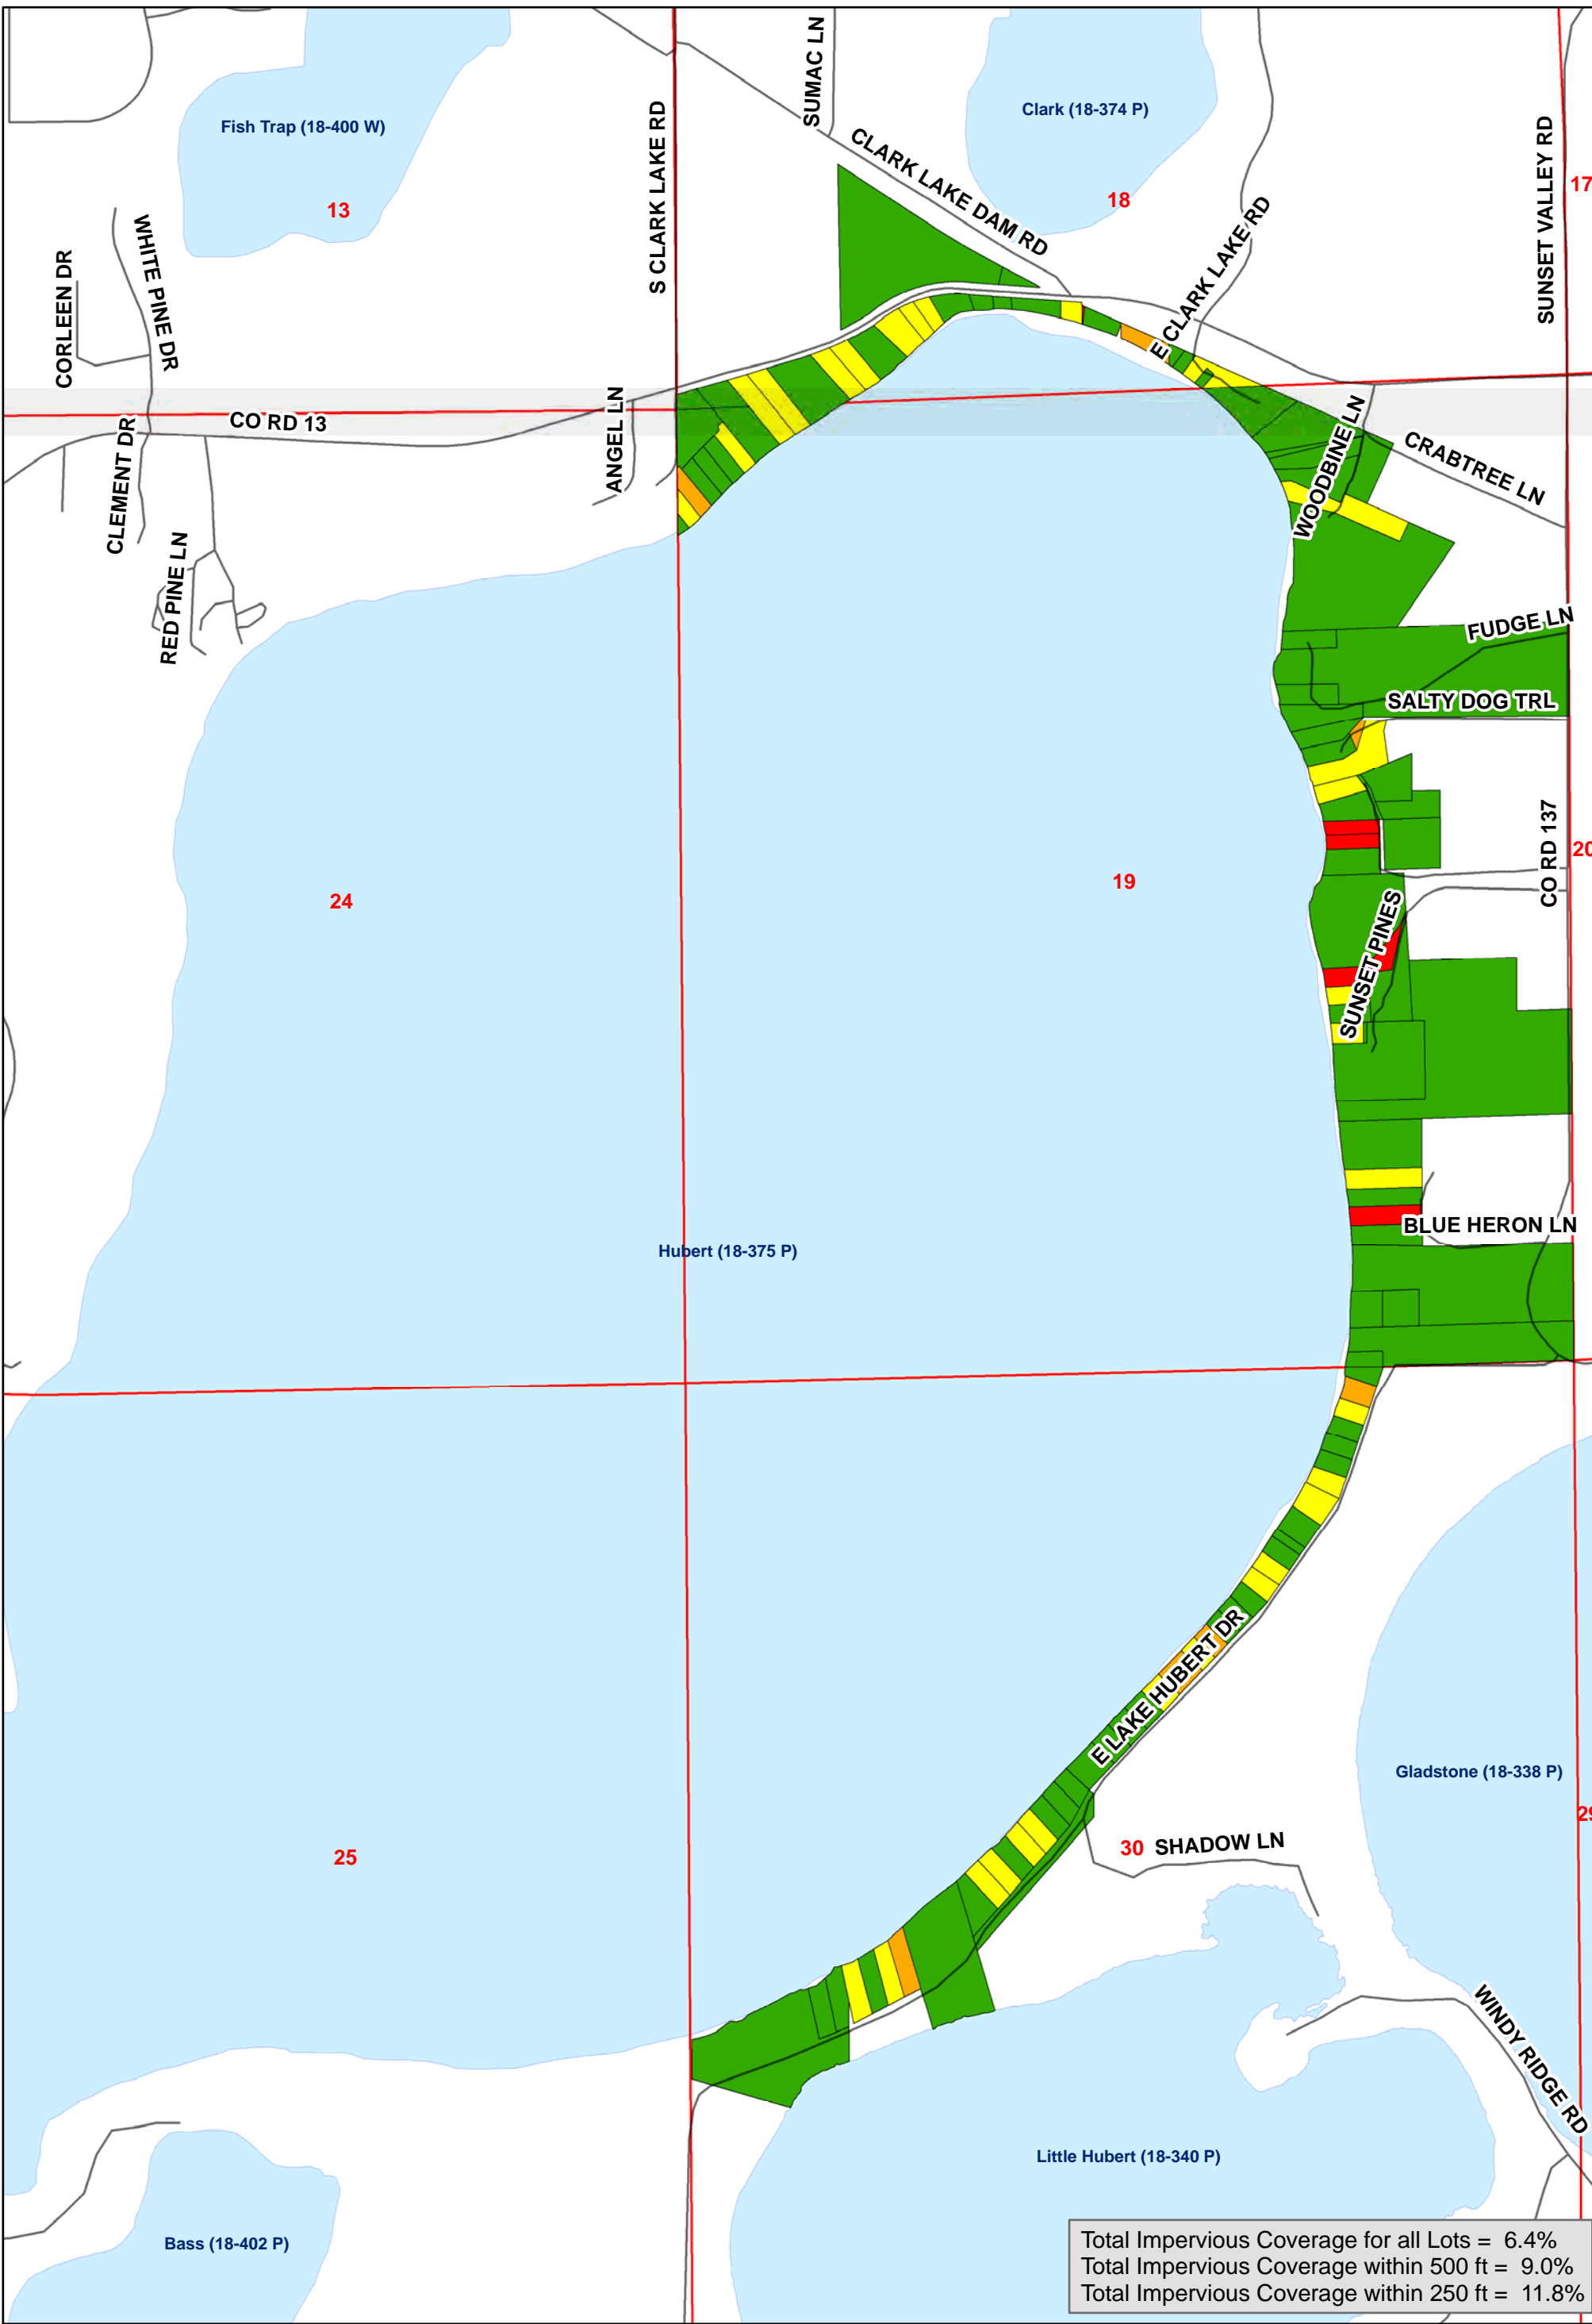 SUMAC LN
Clark (18-374 P)
Fish Trap (18-400 W)
S CLARK LAKE RD
CLARK LAKE DAM RD
SUNSET VALLEY RD
17
18
13
WHITE PINE DR
CORLEEN DR
E CLARK LAKE RD
CO RD 13
ANGEL LN
CLEMENT DR
WOODBINE LN
CRABTREE LN
RED PINE LN
FUDGE LN
SALTY DOG TRL
CO RD 137
20
19
24
SUNSET PINES
BLUE HERON LN
Hubert (18-375 P)
E LAKE HUBERT DR
Gladstone (18-338 P)
29
30
SHADOW LN
25
WINDY RIDGE RD
Little Hubert (18-340 P)
Bass (18-402 P)
Total Impervious Coverage for all Lots = 6.4%
Total Impervious Coverage within 500 ft = 9.0%
Total Impervious Coverage within 250 ft = 11.8%